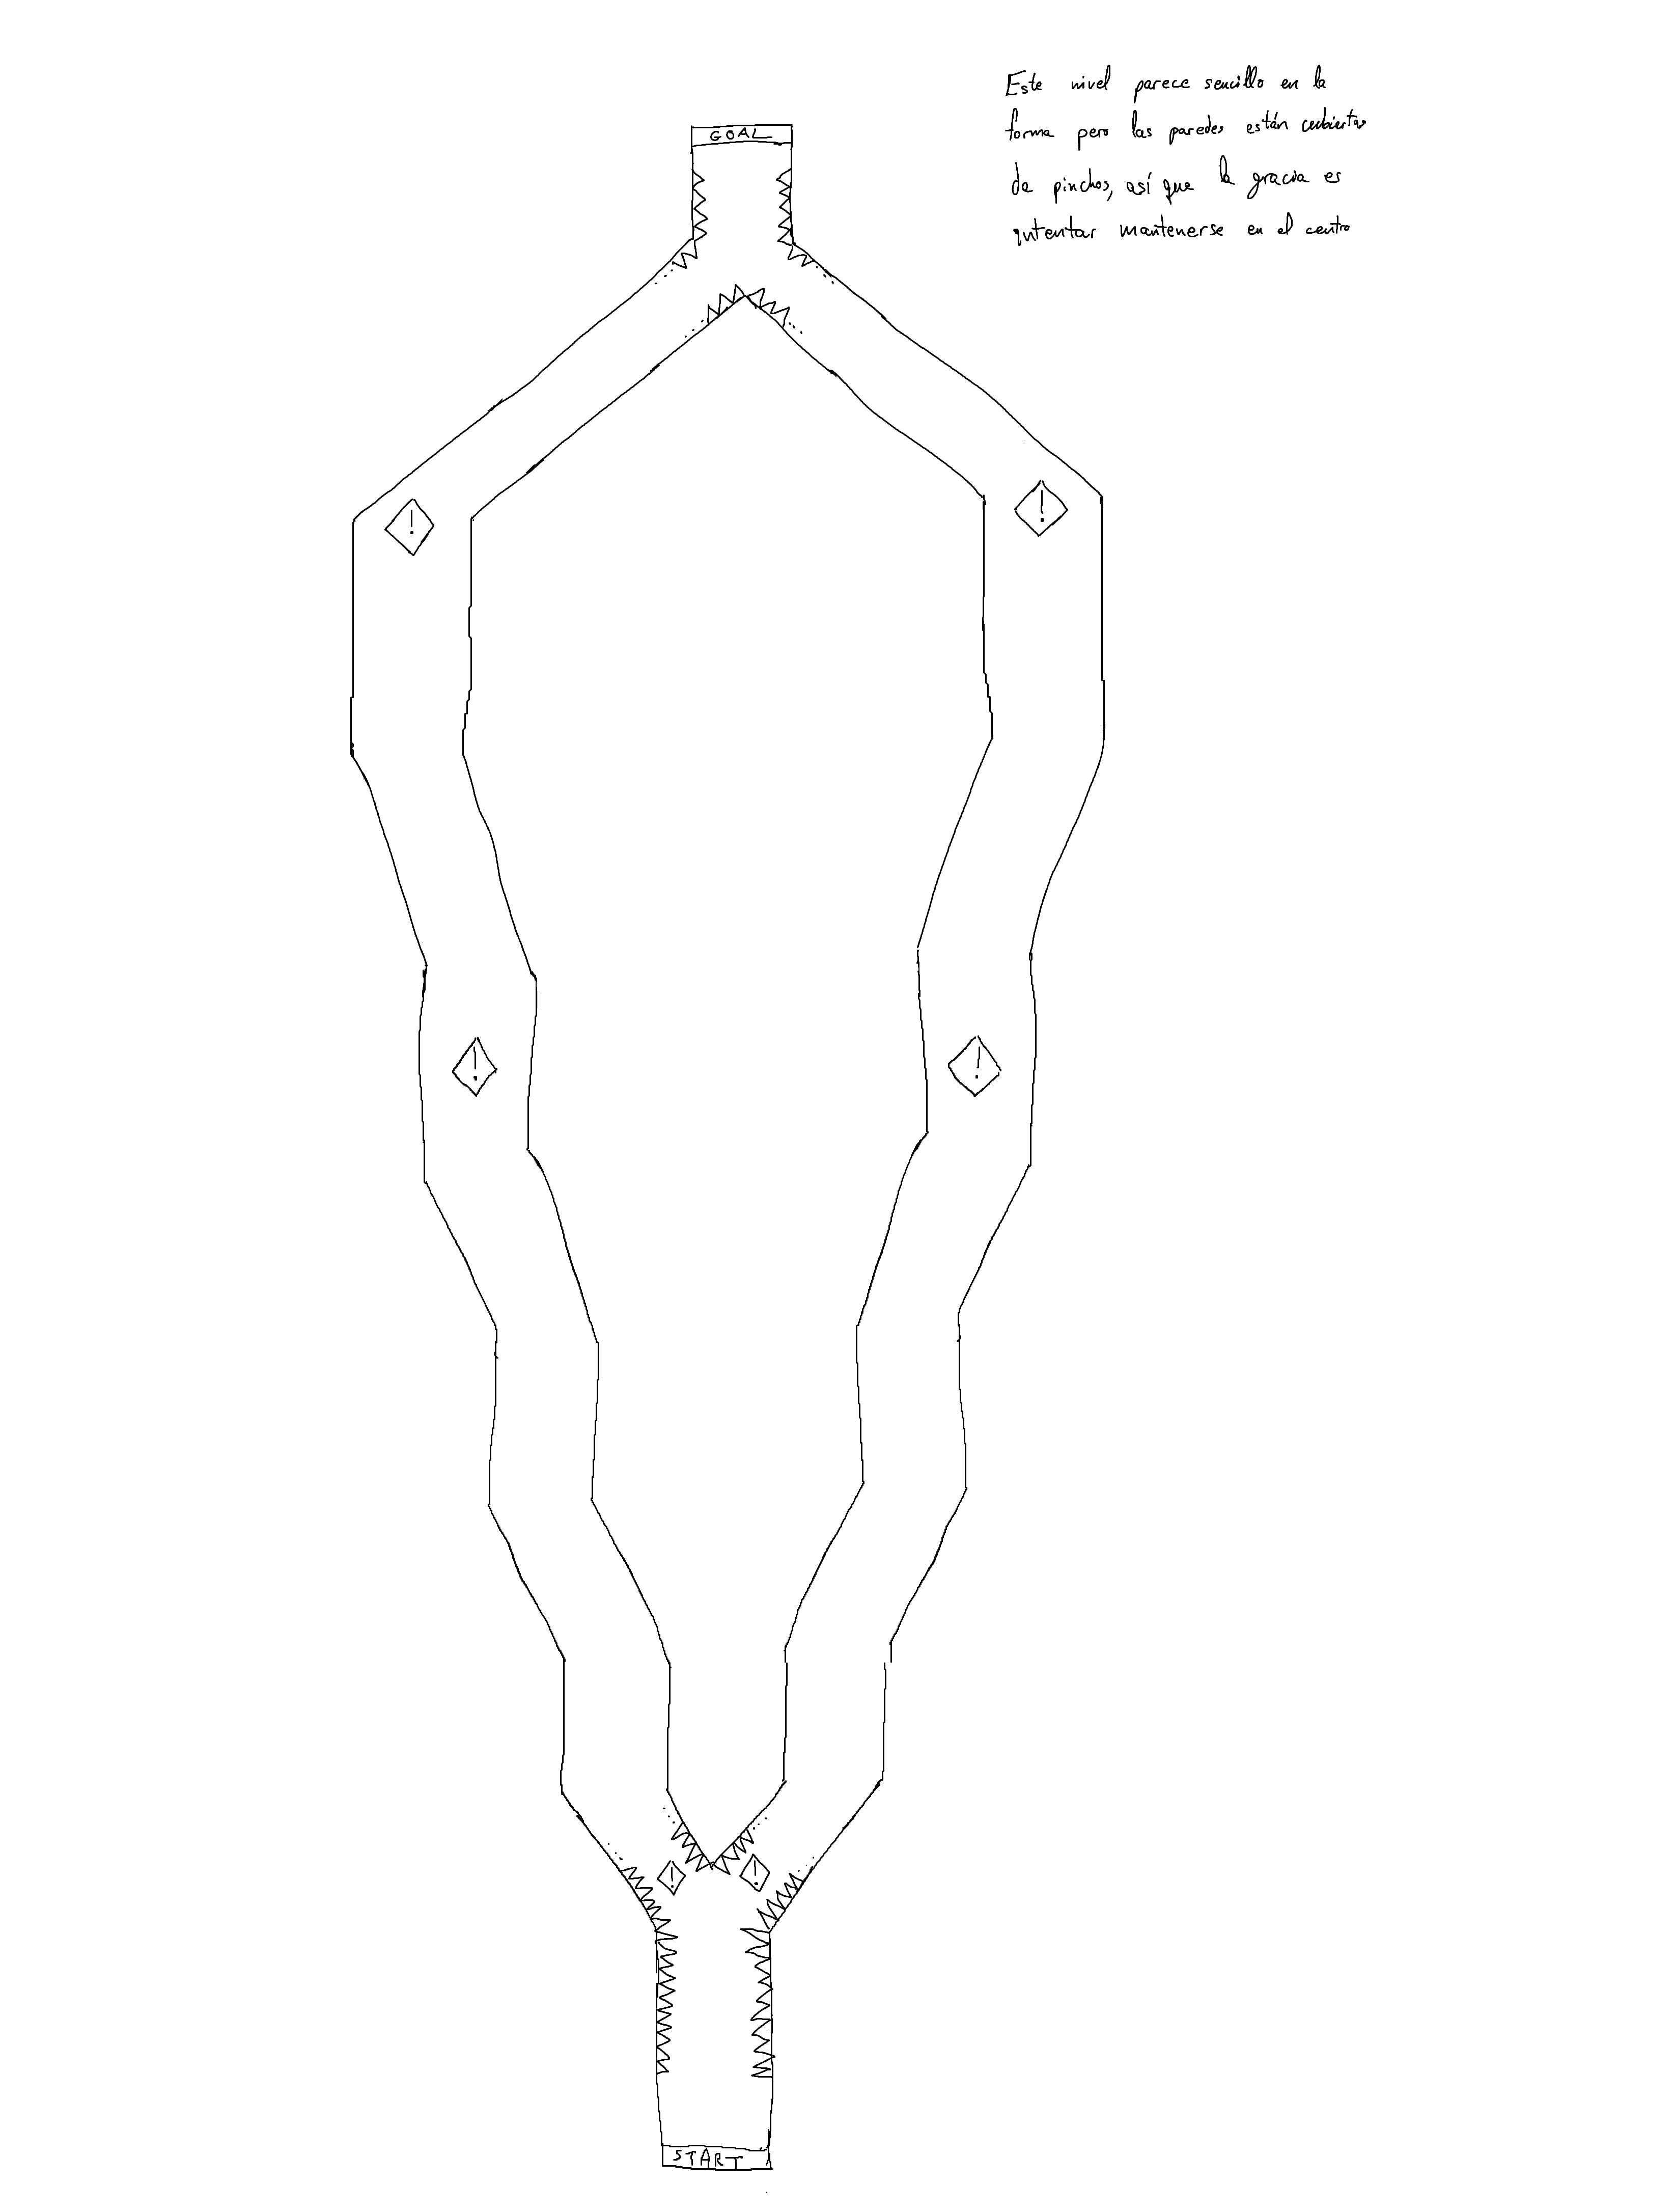 Este nivel parece sencillo en la
forma pero las paredes están cubiertas
de pinchos, así que la gracia es
intentar mantenerse en el centro
GOAL
!
!
!
!
!
!
START